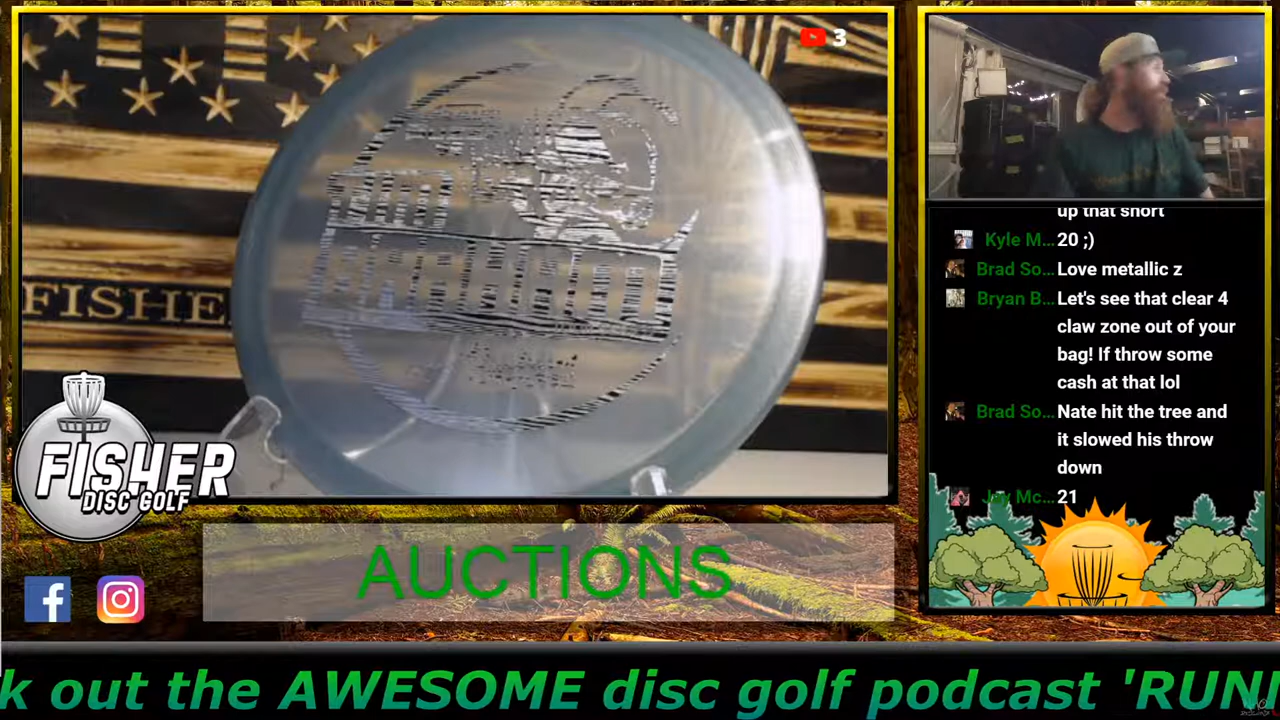 3
FISHE
FISHER
DISC GOLF
AUCTIONS
up that short
Kyle M... 20 ;)
Brad So... Love metallic z
Bryan B... Let's see that clear 4
claw zone out of your
bag! If throw some
cash at that lol
Brad So... Nate hit the tree and
it slowed his throw
down
Mc... 21
k out the AWESOME disc golf podcast 'RUN